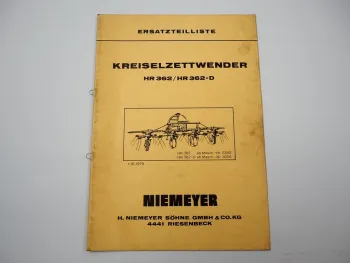 ERSATZTEILLISTE
KREISELZETTWENDER
HR 362/HR 362-D
NIEMEYER
H. NIEMEYER SÖHNE GMBH & CO. KG
4441 RIESENBECK